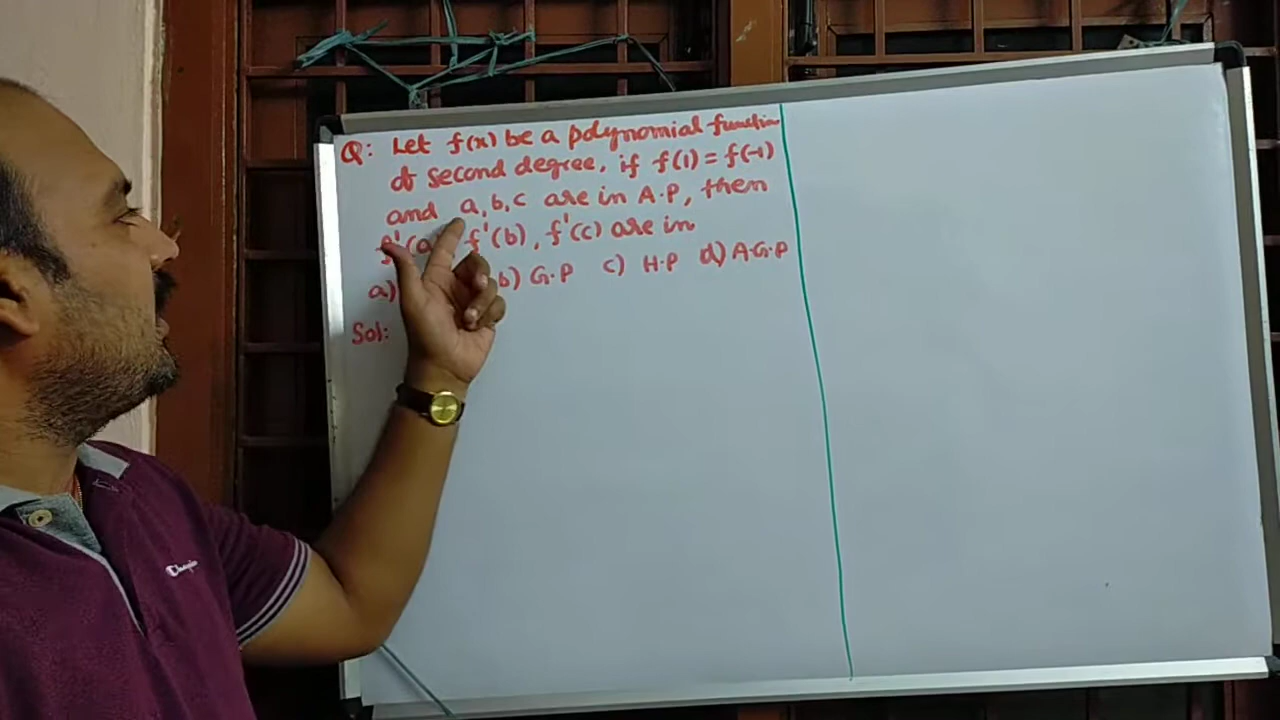 Q: Let f(x) be a polynomial function
of second degree, if f(1) = f(-1)
and a, b, c are in A.P, then
f'(a f'(b), f'(c) are in
a) b) G.P c) H.P d) A.G.P
Sol:
Champion